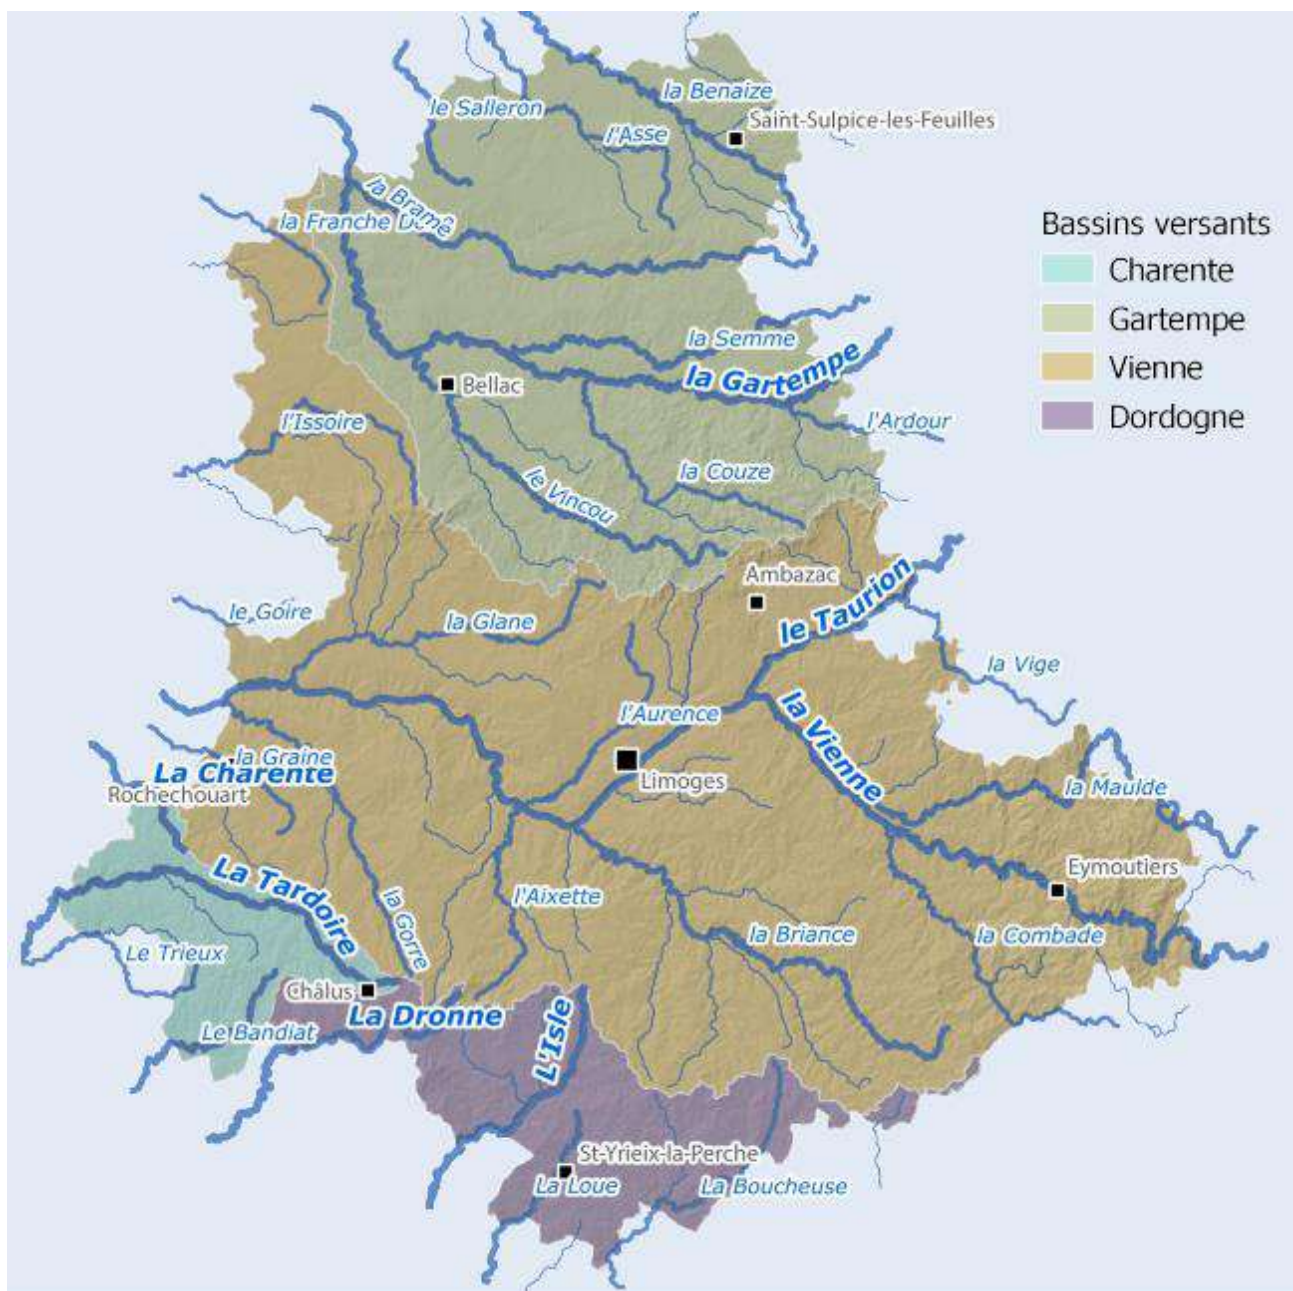 la Benaize
le Salleron
Saint-Sulpice-les-Feuilles
l'Asse
la Brame
la Franche Doire
Bassins versants
Charente
Gartempe
Vienne
Dordogne
la Semme
la Gartempe
Bellac
l'Issoire
l'Ardour
la Couze
le Vincou
Ambazac
le Taurion
le Goire
la Glane
la Vige
l'Aurence
la Vienne
la Graine
La Charente
Limoges
Rochechouart
la Maulde
Eymoutiers
La Tardoire
l'Aixette
la Gorre
la Briance
la Combade
Le Trieux
Châlus
La Dronne
L'Isle
Le Bandiat
St-Yrieix-la-Perche
La Loue
La Boucheuse